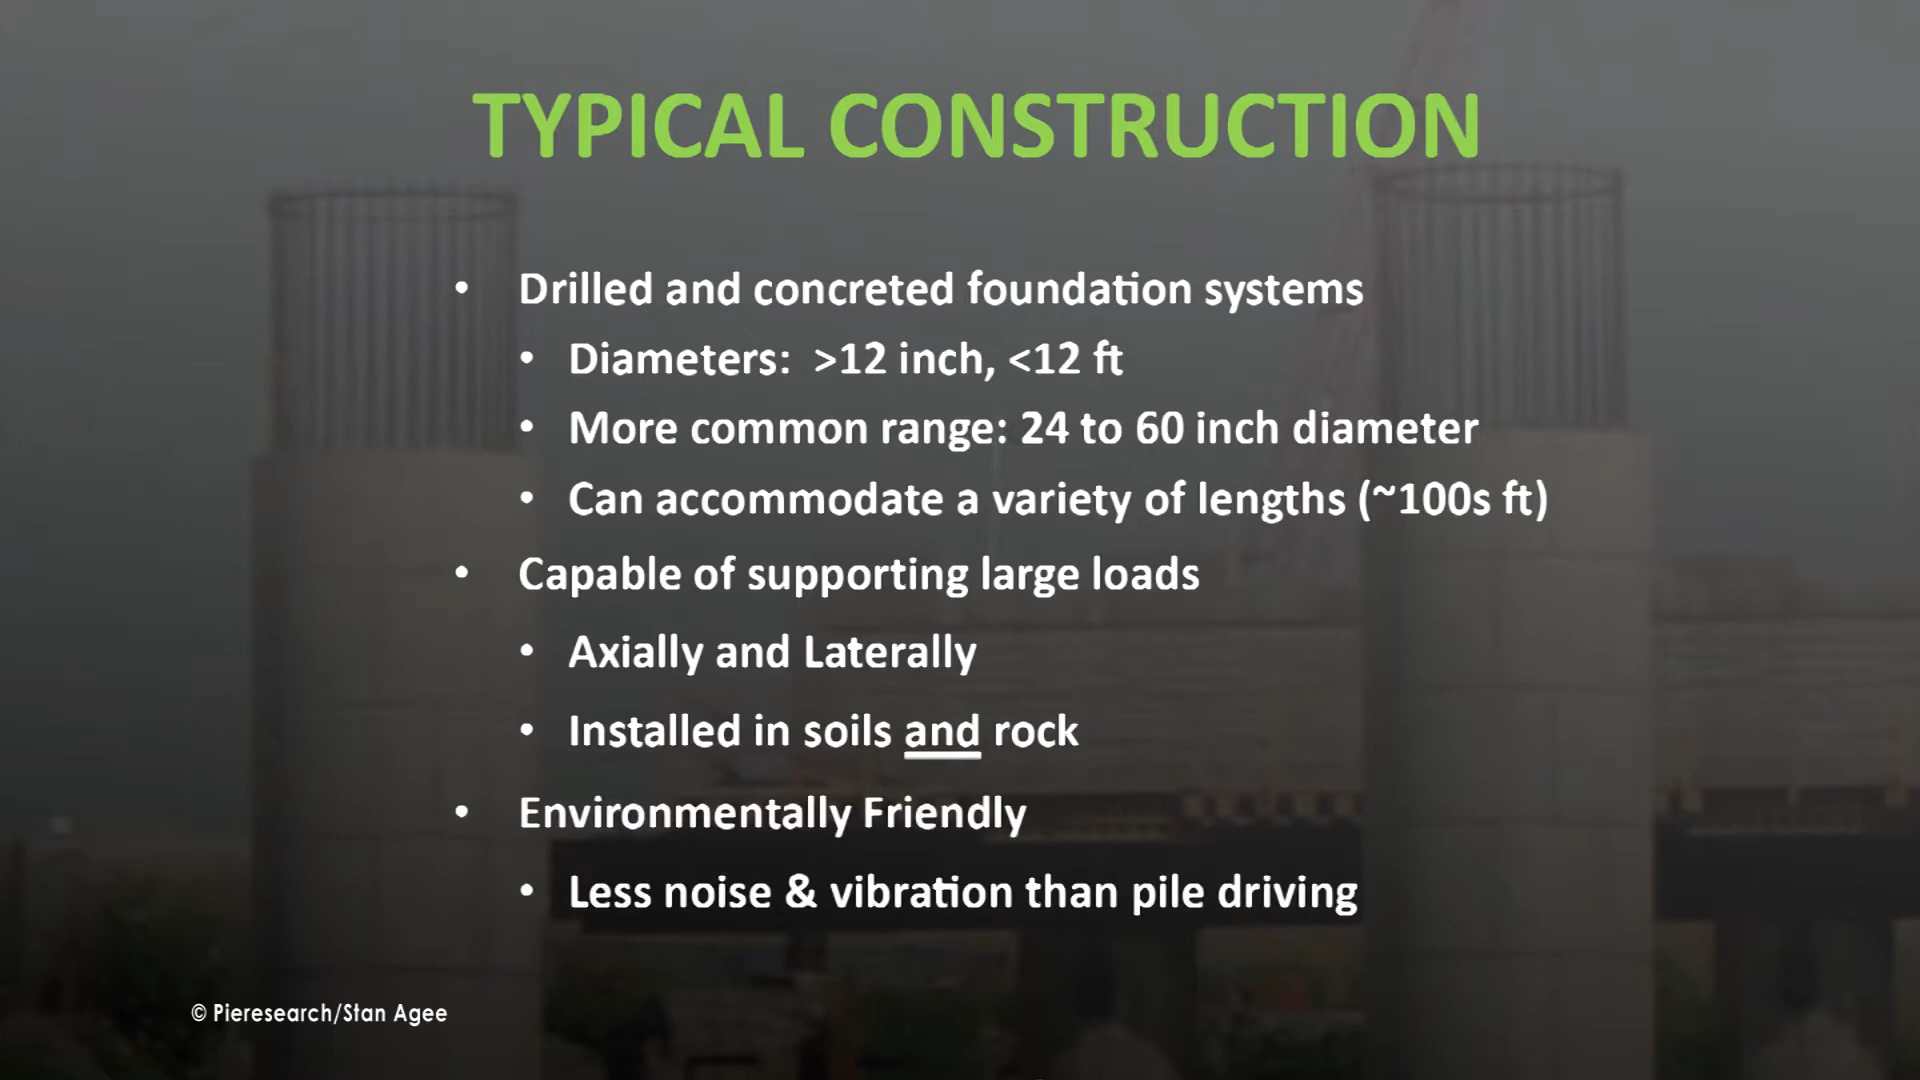 TYPICAL CONSTRUCTION
• Drilled and concreted foundation systems
• Diameters:  >12 inch, <12 ft
• More common range: 24 to 60 inch diameter
• Can accommodate a variety of lengths (~100s ft)
• Capable of supporting large loads
• Axially and Laterally
• Installed in soils and rock
• Environmentally Friendly
• Less noise & vibration than pile driving
© Pieresearch/Stan Agee